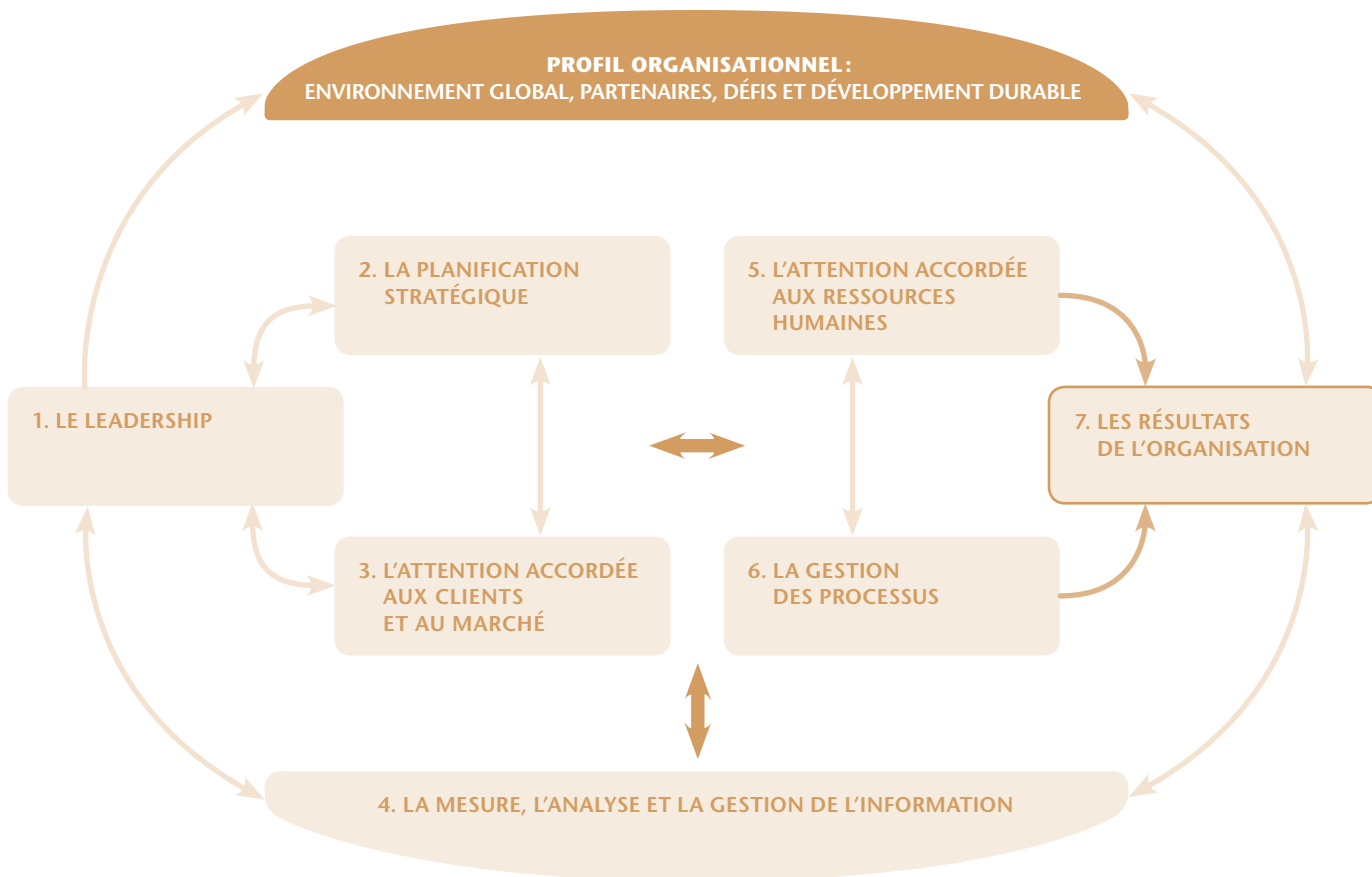 PROFIL ORGANISATIONNEL :
ENVIRONNEMENT GLOBAL, PARTENAIRES, DÉFIS ET DÉVELOPPEMENT DURABLE
1. LE LEADERSHIP
2. LA PLANIFICATION
STRATÉGIQUE
3. L’ATTENTION ACCORDÉE
AUX CLIENTS
ET AU MARCHÉ
5. L’ATTENTION ACCORDÉE
AUX RESSOURCES
HUMAINES
6. LA GESTION
DES PROCESSUS
7. LES RÉSULTATS
DE L’ORGANISATION
4. LA MESURE, L’ANALYSE ET LA GESTION DE L’INFORMATION